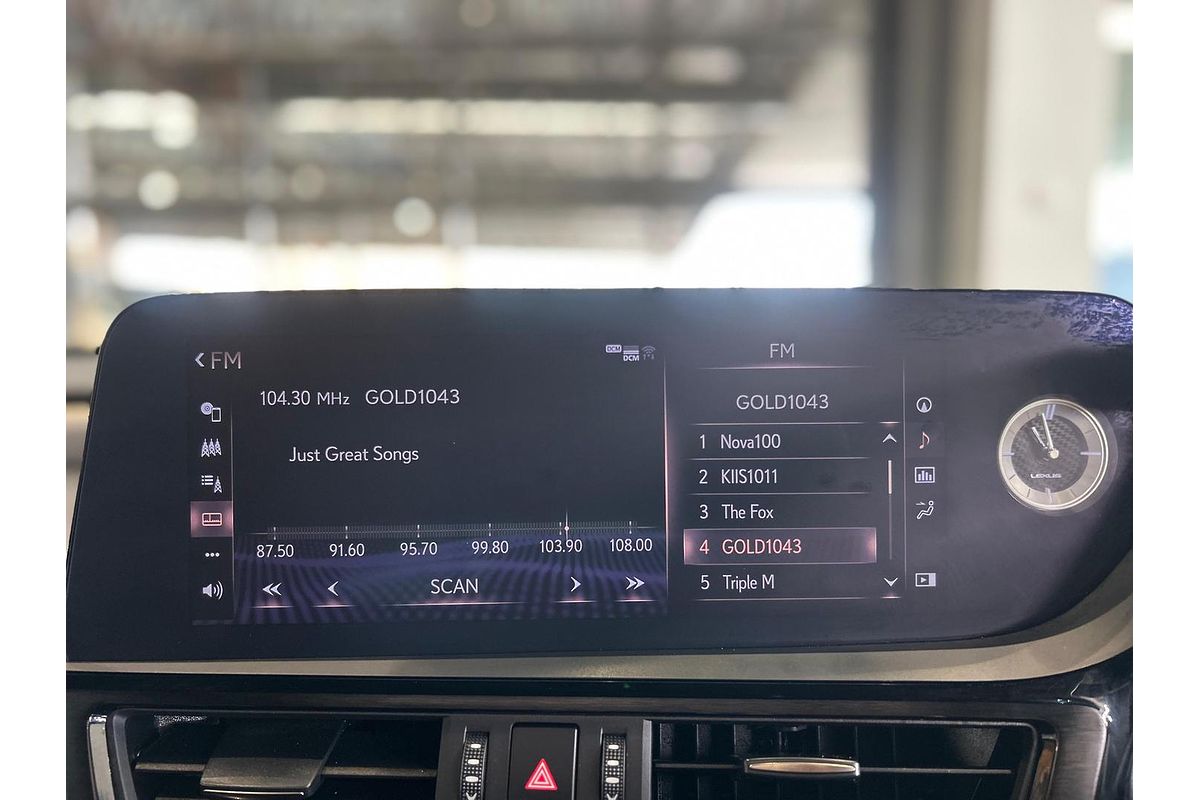 FM
DCM
DCM
104.30 MHz GOLD1043
Just Great Songs
87.50 91.60 95.70 99.80 103.90 108.00
SCAN
FM
GOLD1043
1 Nova100
2 KIIS1011
3 The Fox
4 GOLD1043
5 Triple M
LEXUS